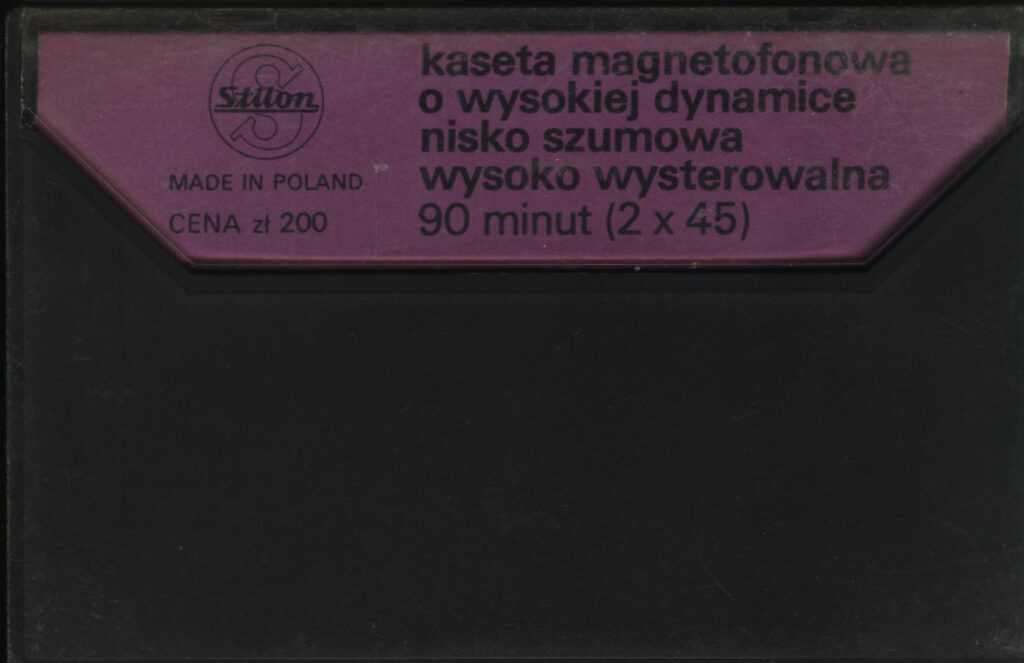 Stilon
MADE IN POLAND
CENA zł 200
kaseta magnetofonowa
o wysokiej dynamice
nisko szumowa
wysoko wysterowalna
90 minut (2 x 45)